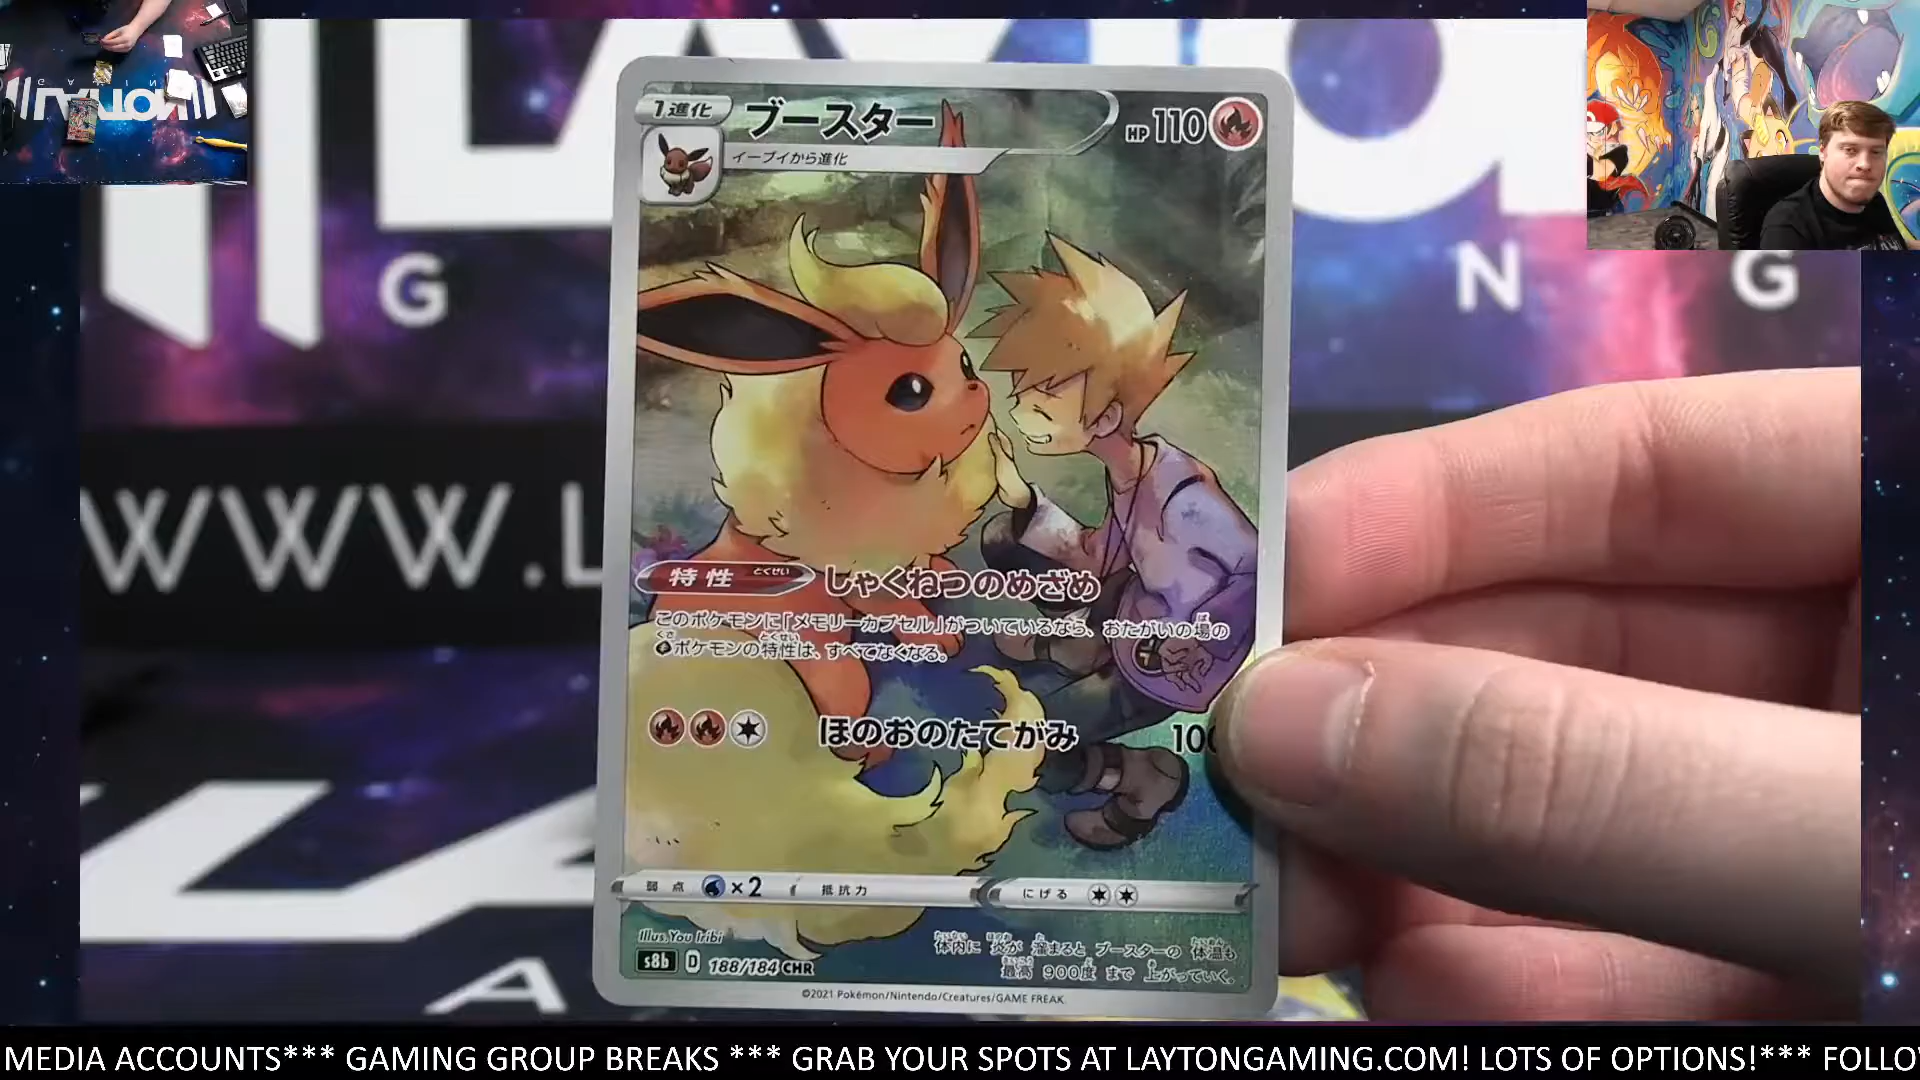 1進化
ブースター
HP 110
イーブイから進化
G
N G
WWW.L
特性 とくせい しゃくねつのめざめ
このポケモンに「メモリーカプセル」がついているなら、おたがいの場のポケモンの特性は、すべてなくなる。
ほのおのたてがみ 100
弱点 ×2 抵抗力 にげる
Illus. You Iribi
体内に 炎が 溜まると ブースターの 体温も
最高 900度 まで 上がっていく。
s8b D 188/184 CHR
©2021 Pokémon/Nintendo/Creatures/GAME FREAK
MEDIA ACCOUNTS*** GAMING GROUP BREAKS *** GRAB YOUR SPOTS AT LAYTONGAMING.COM! LOTS OF OPTIONS!*** FOLLO